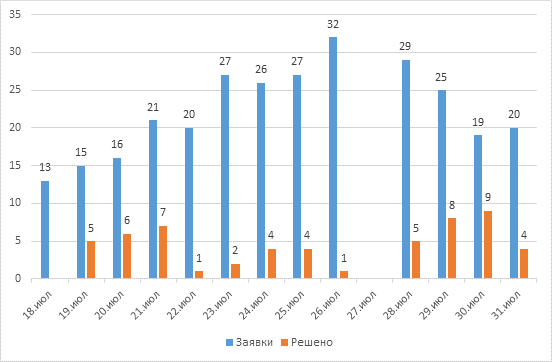 35
30
25
20
15
10
5
0
13
15
5
16
6
21
7
20
1
27
2
26
4
27
4
32
1
29
5
25
8
19
9
20
4
18.июл
19.июл
20.июл
21.июл
22.июл
23.июл
24.июл
25.июл
26.июл
27.июл
28.июл
29.июл
30.июл
31.июл
Заявки
Решено